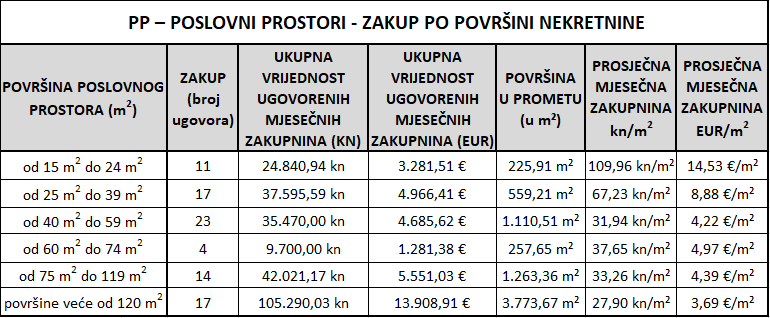 PP – POSLOVNI PROSTORI - ZAKUP PO POVRŠINI NEKRETNINE
POVRŠINA POSLOVNOG PROSTORA (m²) | ZAKUP (broj ugovora) | UKUPNA VRIJEDNOST UGOVORENIH MJESEČNIH ZAKUPNINA (KN) | UKUPNA VRIJEDNOST UGOVORENIH MJESEČNIH ZAKUPNINA (EUR) | POVRŠINA U PROMETU (u m²) | PROSJEČNA MJESEČNA ZAKUPNINA kn/m² | PROSJEČNA MJESEČNA ZAKUPNINA EUR/m²
od 15 m² do 24 m² | 11 | 24.840,94 kn | 3.281,51 € | 225,91 m² | 109,96 kn/m² | 14,53 €/m²
od 25 m² do 39 m² | 17 | 37.595,59 kn | 4.966,41 € | 559,21 m² | 67,23 kn/m² | 8,88 €/m²
od 40 m² do 59 m² | 23 | 35.470,00 kn | 4.685,62 € | 1.110,51 m² | 31,94 kn/m² | 4,22 €/m²
od 60 m² do 74 m² | 4 | 9.700,00 kn | 1.281,38 € | 257,65 m² | 37,65 kn/m² | 4,97 €/m²
od 75 m² do 119 m² | 14 | 42.021,17 kn | 5.551,03 € | 1.263,36 m² | 33,26 kn/m² | 4,39 €/m²
površine veće od 120 m² | 17 | 105.290,03 kn | 13.908,91 € | 3.773,67 m² | 27,90 kn/m² | 3,69 €/m²